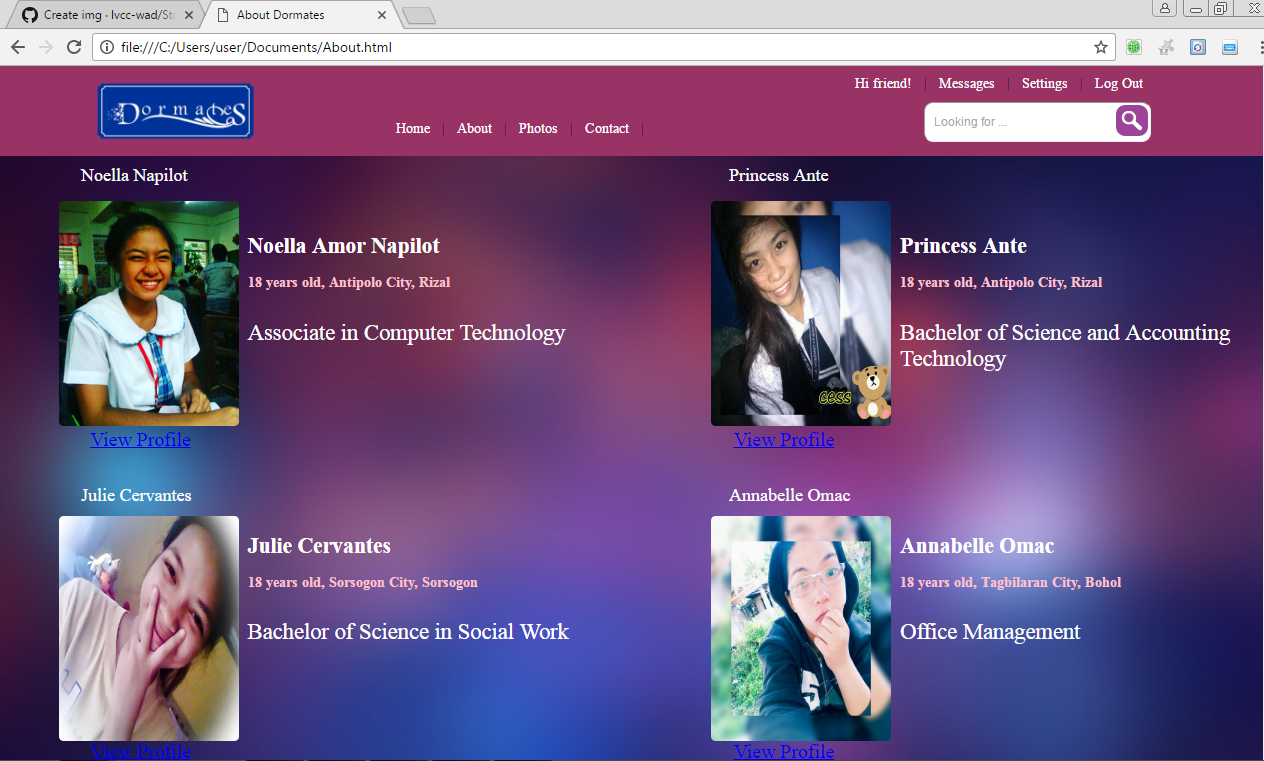 Create img · lvcc-wad/Stu
About Dormates
file:///C:/Users/user/Documents/About.html
Dormates
Hi friend! | Messages | Settings | Log Out
Home | About | Photos | Contact |
Looking for ...
Noella Napilot
Noella Amor Napilot
18 years old, Antipolo City, Rizal
Associate in Computer Technology
View Profile
Princess Ante
cess
Princess Ante
18 years old, Antipolo City, Rizal
Bachelor of Science and Accounting
Technology
View Profile
Julie Cervantes
Julie Cervantes
18 years old, Sorsogon City, Sorsogon
Bachelor of Science in Social Work
View Profile
Annabelle Omac
5
Annabelle Omac
18 years old, Tagbilaran City, Bohol
Office Management
View Profile